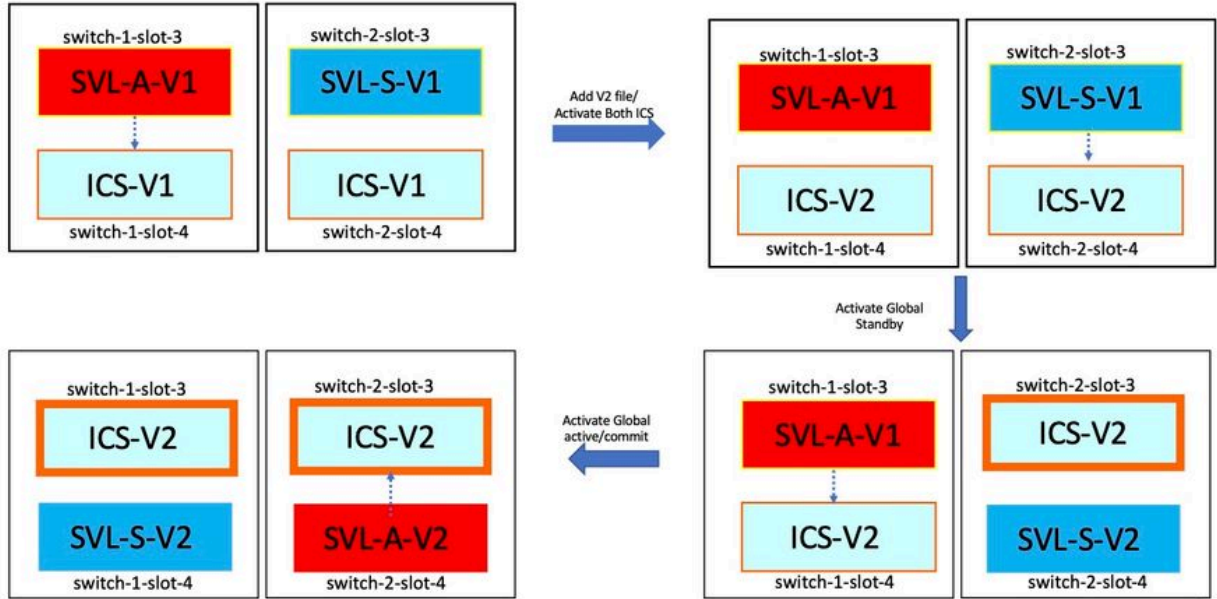 switch-1-slot-3
SVL-A-V1
ICS-V1
switch-1-slot-4
switch-2-slot-3
SVL-S-V1
ICS-V1
switch-2-slot-4
Add V2 file/
Activate Both ICS
switch-1-slot-3
SVL-A-V1
ICS-V2
switch-1-slot-4
switch-2-slot-3
SVL-S-V1
ICS-V2
switch-2-slot-4
Activate Global
Standby
switch-1-slot-3
SVL-A-V1
ICS-V2
switch-1-slot-4
switch-2-slot-3
ICS-V2
SVL-S-V2
switch-2-slot-4
Activate Global
active/commit
switch-1-slot-3
ICS-V2
SVL-S-V2
switch-1-slot-4
switch-2-slot-3
ICS-V2
SVL-A-V2
switch-2-slot-4